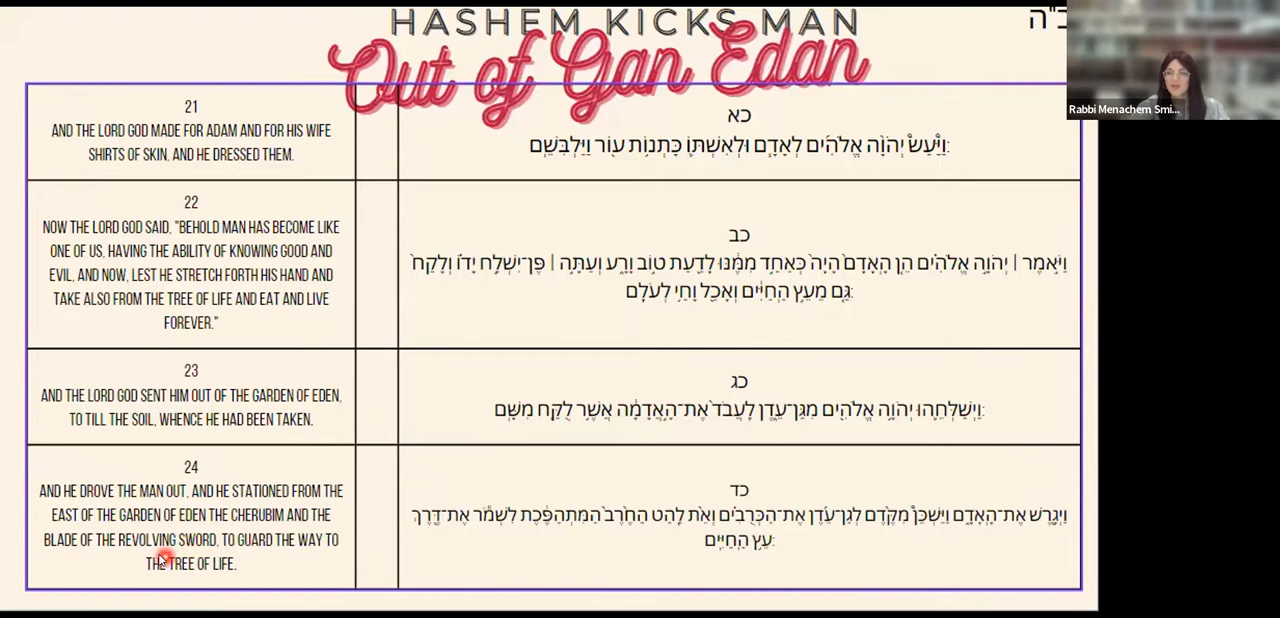 HASHEM KICKS MAN
Out of Gan Edan
ב"ה
Rabbi Menachem Smi...
21
AND THE LORD GOD MADE FOR ADAM AND FOR HIS WIFE
SHIRTS OF SKIN, AND HE DRESSED THEM.
כא
וַיַּ֩עַשׂ֩ יְהֹוָ֨ה אֱלֹהִ֜ים לְאָדָ֧ם וּלְאִשְׁתּ֛וֹ כָּתְנ֥וֹת ע֖וֹר וַיַּלְבִּשֵֽׁם:
22
NOW THE LORD GOD SAID, "BEHOLD MAN HAS BECOME LIKE
ONE OF US, HAVING THE ABILITY OF KNOWING GOOD AND
EVIL, AND NOW, LEST HE STRETCH FORTH HIS HAND AND
TAKE ALSO FROM THE TREE OF LIFE AND EAT AND LIVE
FOREVER."
כב
וַיֹּ֣אמֶר | יְהֹוָ֣ה אֱלֹהִ֗ים הֵ֤ן הָֽאָדָם֙ הָיָה֙ כְּאַחַ֣ד מִמֶּ֔נּוּ לָדַ֖עַת ט֣וֹב וָרָ֑ע וְעַתָּ֣ה | פֶּן־יִשְׁלַ֣ח יָד֗וֹ וְלָקַח֙
גַּ֚ם מֵעֵ֣ץ הַֽחַיִּ֔ים וְאָכַ֖ל וָחַ֥י לְעֹלָֽם:
23
AND THE LORD GOD SENT HIM OUT OF THE GARDEN OF EDEN,
TO TILL THE SOIL, WHENCE HE HAD BEEN TAKEN.
כג
וַיְשַׁלְּחֵ֛הוּ יְהֹוָ֥ה אֱלֹהִ֖ים מִגַּן־עֵ֑דֶן לַֽעֲבֹד֙ אֶת־הָ֣אֲדָמָ֔ה אֲשֶׁ֥ר לֻקַּ֖ח מִשָּֽׁם:
24
AND HE DROVE THE MAN OUT, AND HE STATIONED FROM THE
EAST OF THE GARDEN OF EDEN THE CHERUBIM AND THE
BLADE OF THE REVOLVING SWORD, TO GUARD THE WAY TO
THE TREE OF LIFE.
כד
וַיְגָ֖רֶשׁ אֶת־הָֽאָדָ֑ם וַיַּשְׁכֵּן֩ מִקֶּ֨דֶם לְגַן־עֵ֜דֶן אֶת־הַכְּרֻבִ֗ים וְאֵ֨ת לַ֤הַט הַחֶ֨רֶב֙ הַמִּתְהַפֶּ֔כֶת לִשְׁמֹ֕ר אֶת־דֶּ֖רֶךְ
עֵ֥ץ הַֽחַיִּֽים: